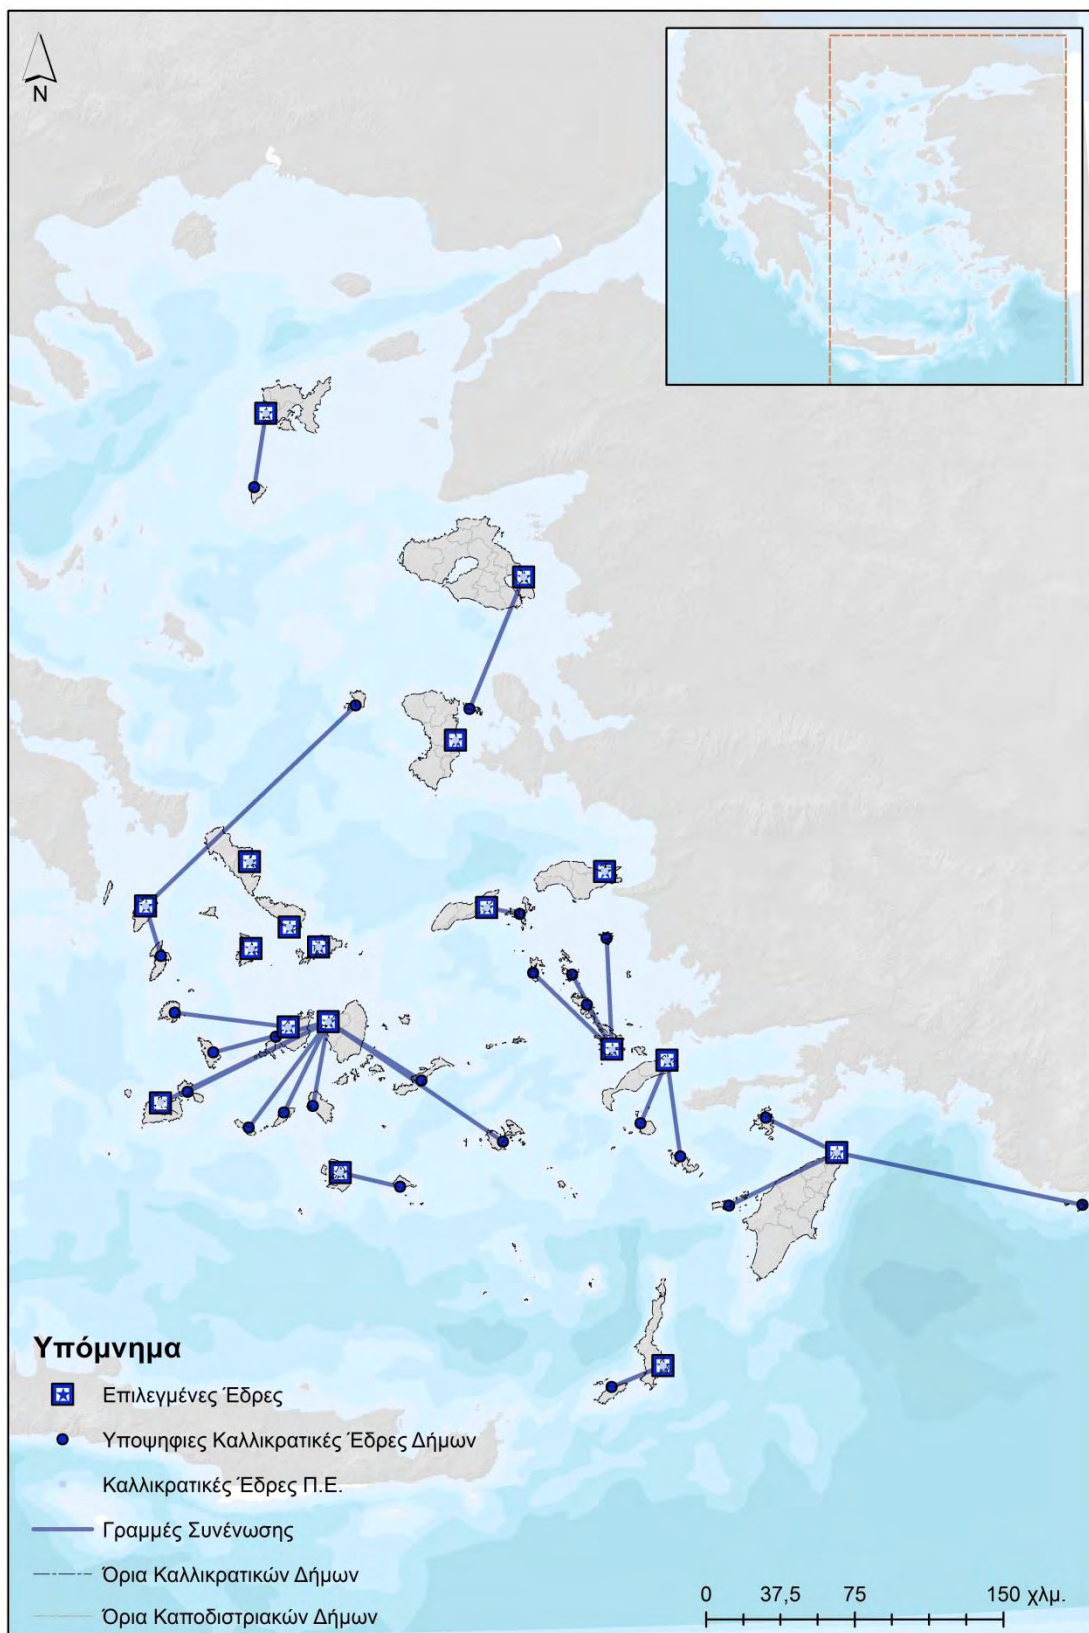 N
Υπόμνημα
Επιλεγμένες Έδρες
Υποψηφιες Καλλικρατικές Έδρες Δήμων
Καλλικρατικές Έδρες Π.Ε.
Γραμμές Συνένωσης
Όρια Καλλικρατικών Δήμων
Όρια Καποδιστριακών Δήμων
0 37,5 75 150 χλμ.